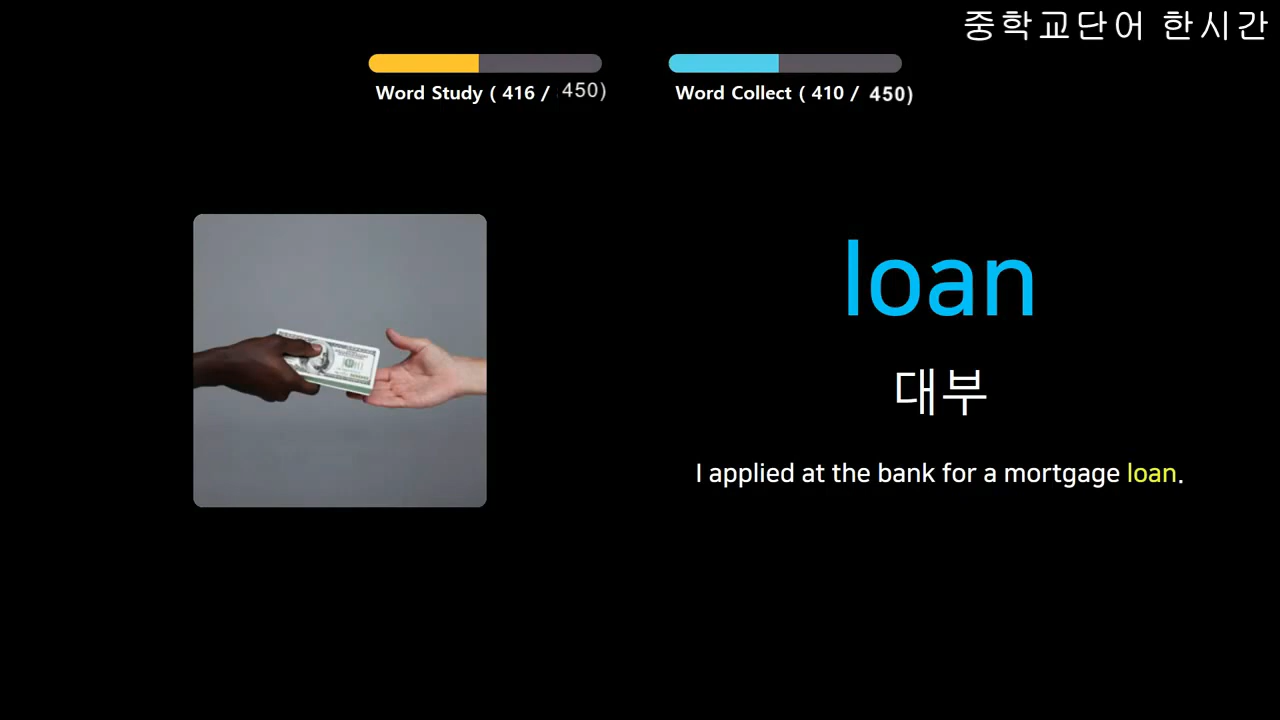 중학교단어 한시간
Word Study ( 416 / 450)
Word Collect ( 410 / 450)
loan
대부
I applied at the bank for a mortgage loan.